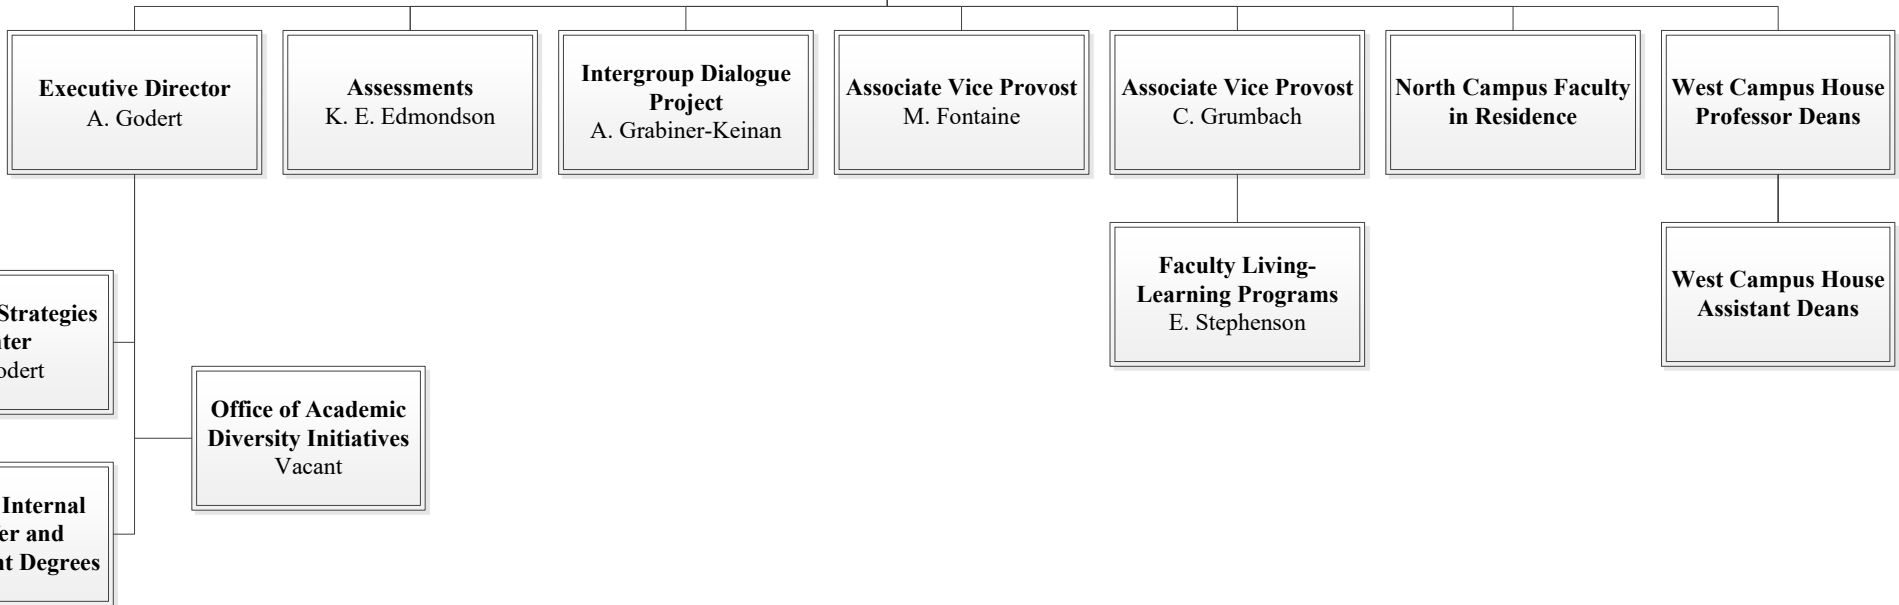 Executive Director
A. Godert
Assessments
K. E. Edmondson
Intergroup Dialogue
Project
A. Grabiner-Keinan
Associate Vice Provost
M. Fontaine
Associate Vice Provost
C. Grumbach
North Campus Faculty
in Residence
West Campus House
Professor Deans
Faculty Living-
Learning Programs
E. Stephenson
West Campus House
Assistant Deans
Strategies
Office of Academic
Diversity Initiatives
Vacant
Internal
and
Degrees